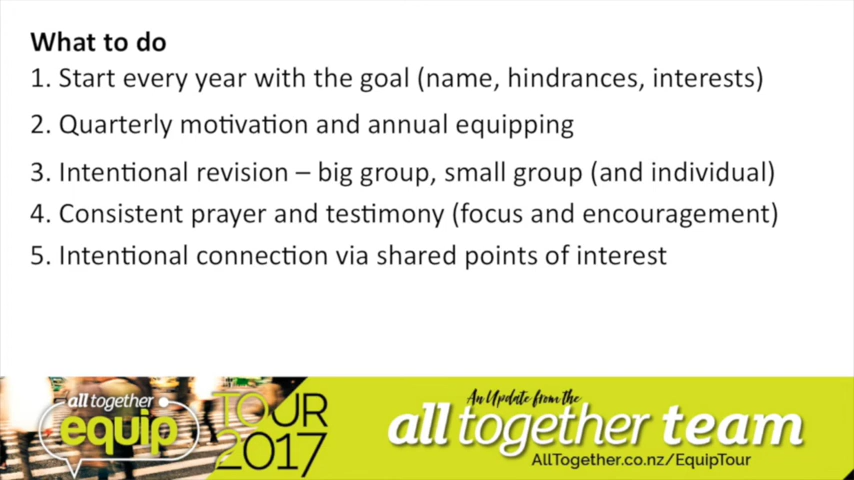 What to do
1. Start every year with the goal (name, hindrances, interests)
2. Quarterly motivation and annual equipping
3. Intentional revision – big group, small group (and individual)
4. Consistent prayer and testimony (focus and encouragement)
5. Intentional connection via shared points of interest
all together
equip
TOUR
2017
An Update from the
all together team
AllTogether.co.nz/EquipTour